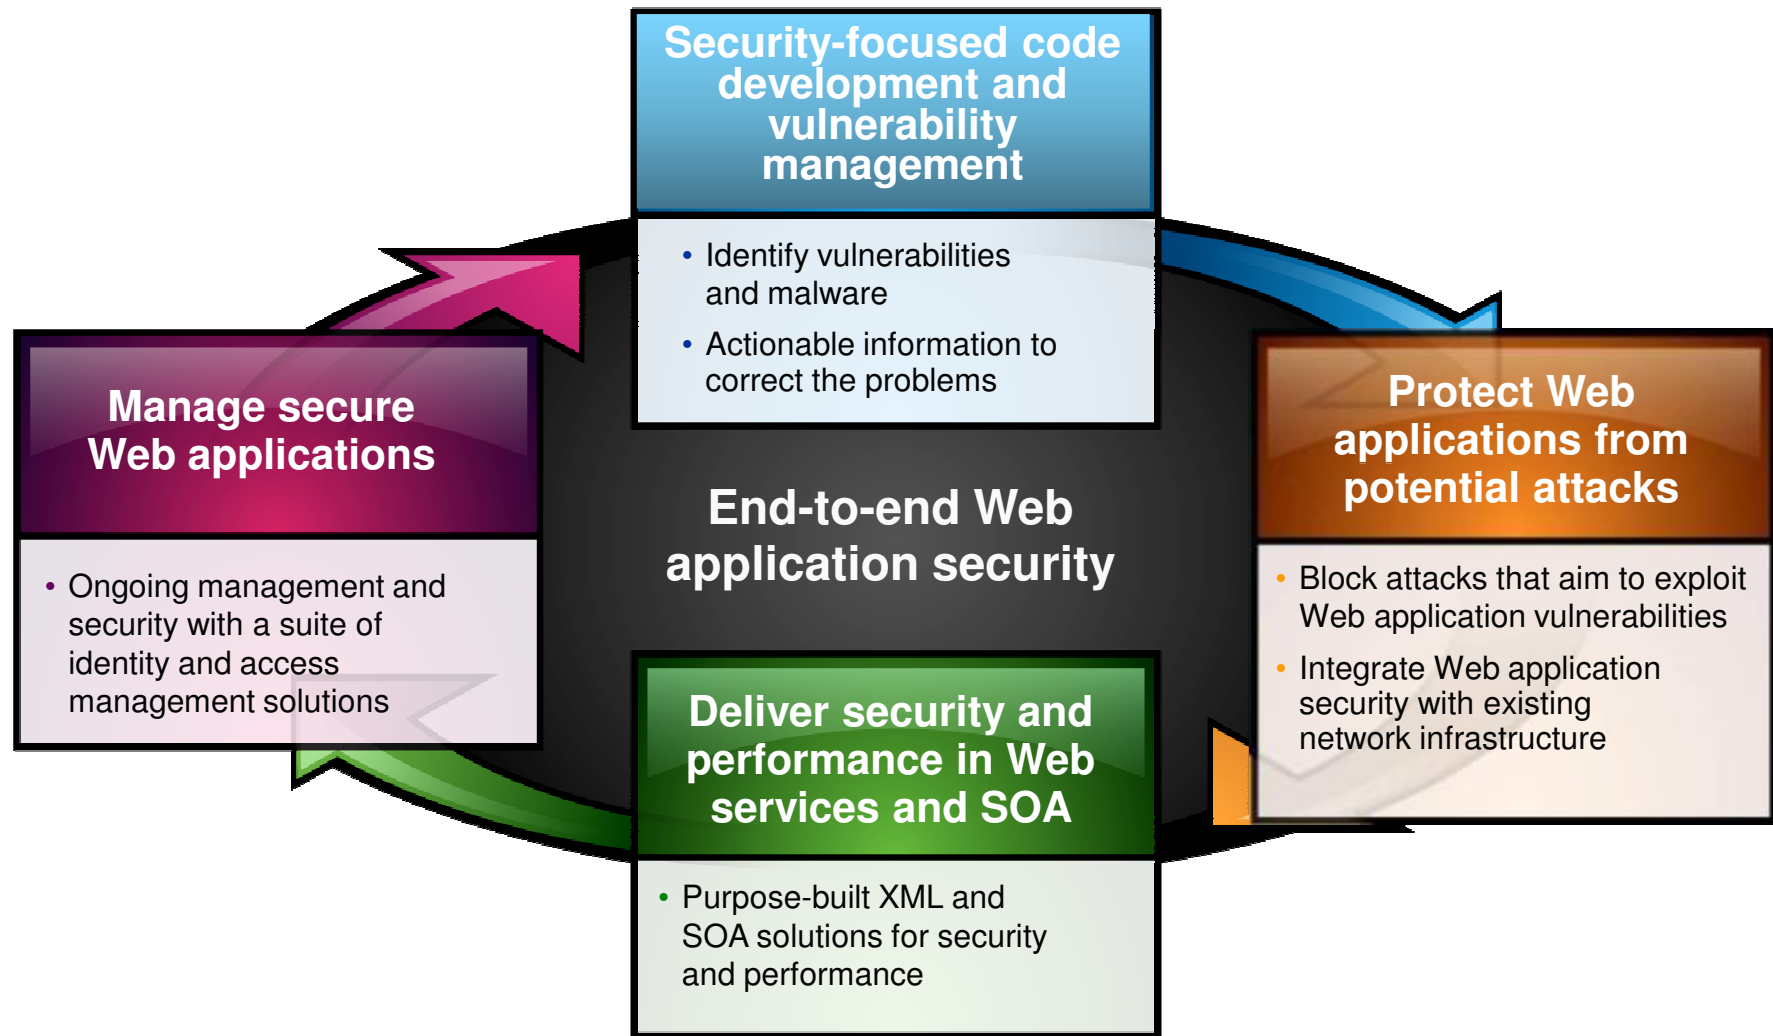 Security-focused code
development and
vulnerability
management
• Identify vulnerabilities
and malware
• Actionable information to
correct the problems
Manage secure
Web applications
• Ongoing management and
security with a suite of
identity and access
management solutions
End-to-end Web
application security
Protect Web
applications from
potential attacks
• Block attacks that aim to exploit
Web application vulnerabilities
• Integrate Web application
security with existing
network infrastructure
Deliver security and
performance in Web
services and SOA
• Purpose-built XML and
SOA solutions for security
and performance